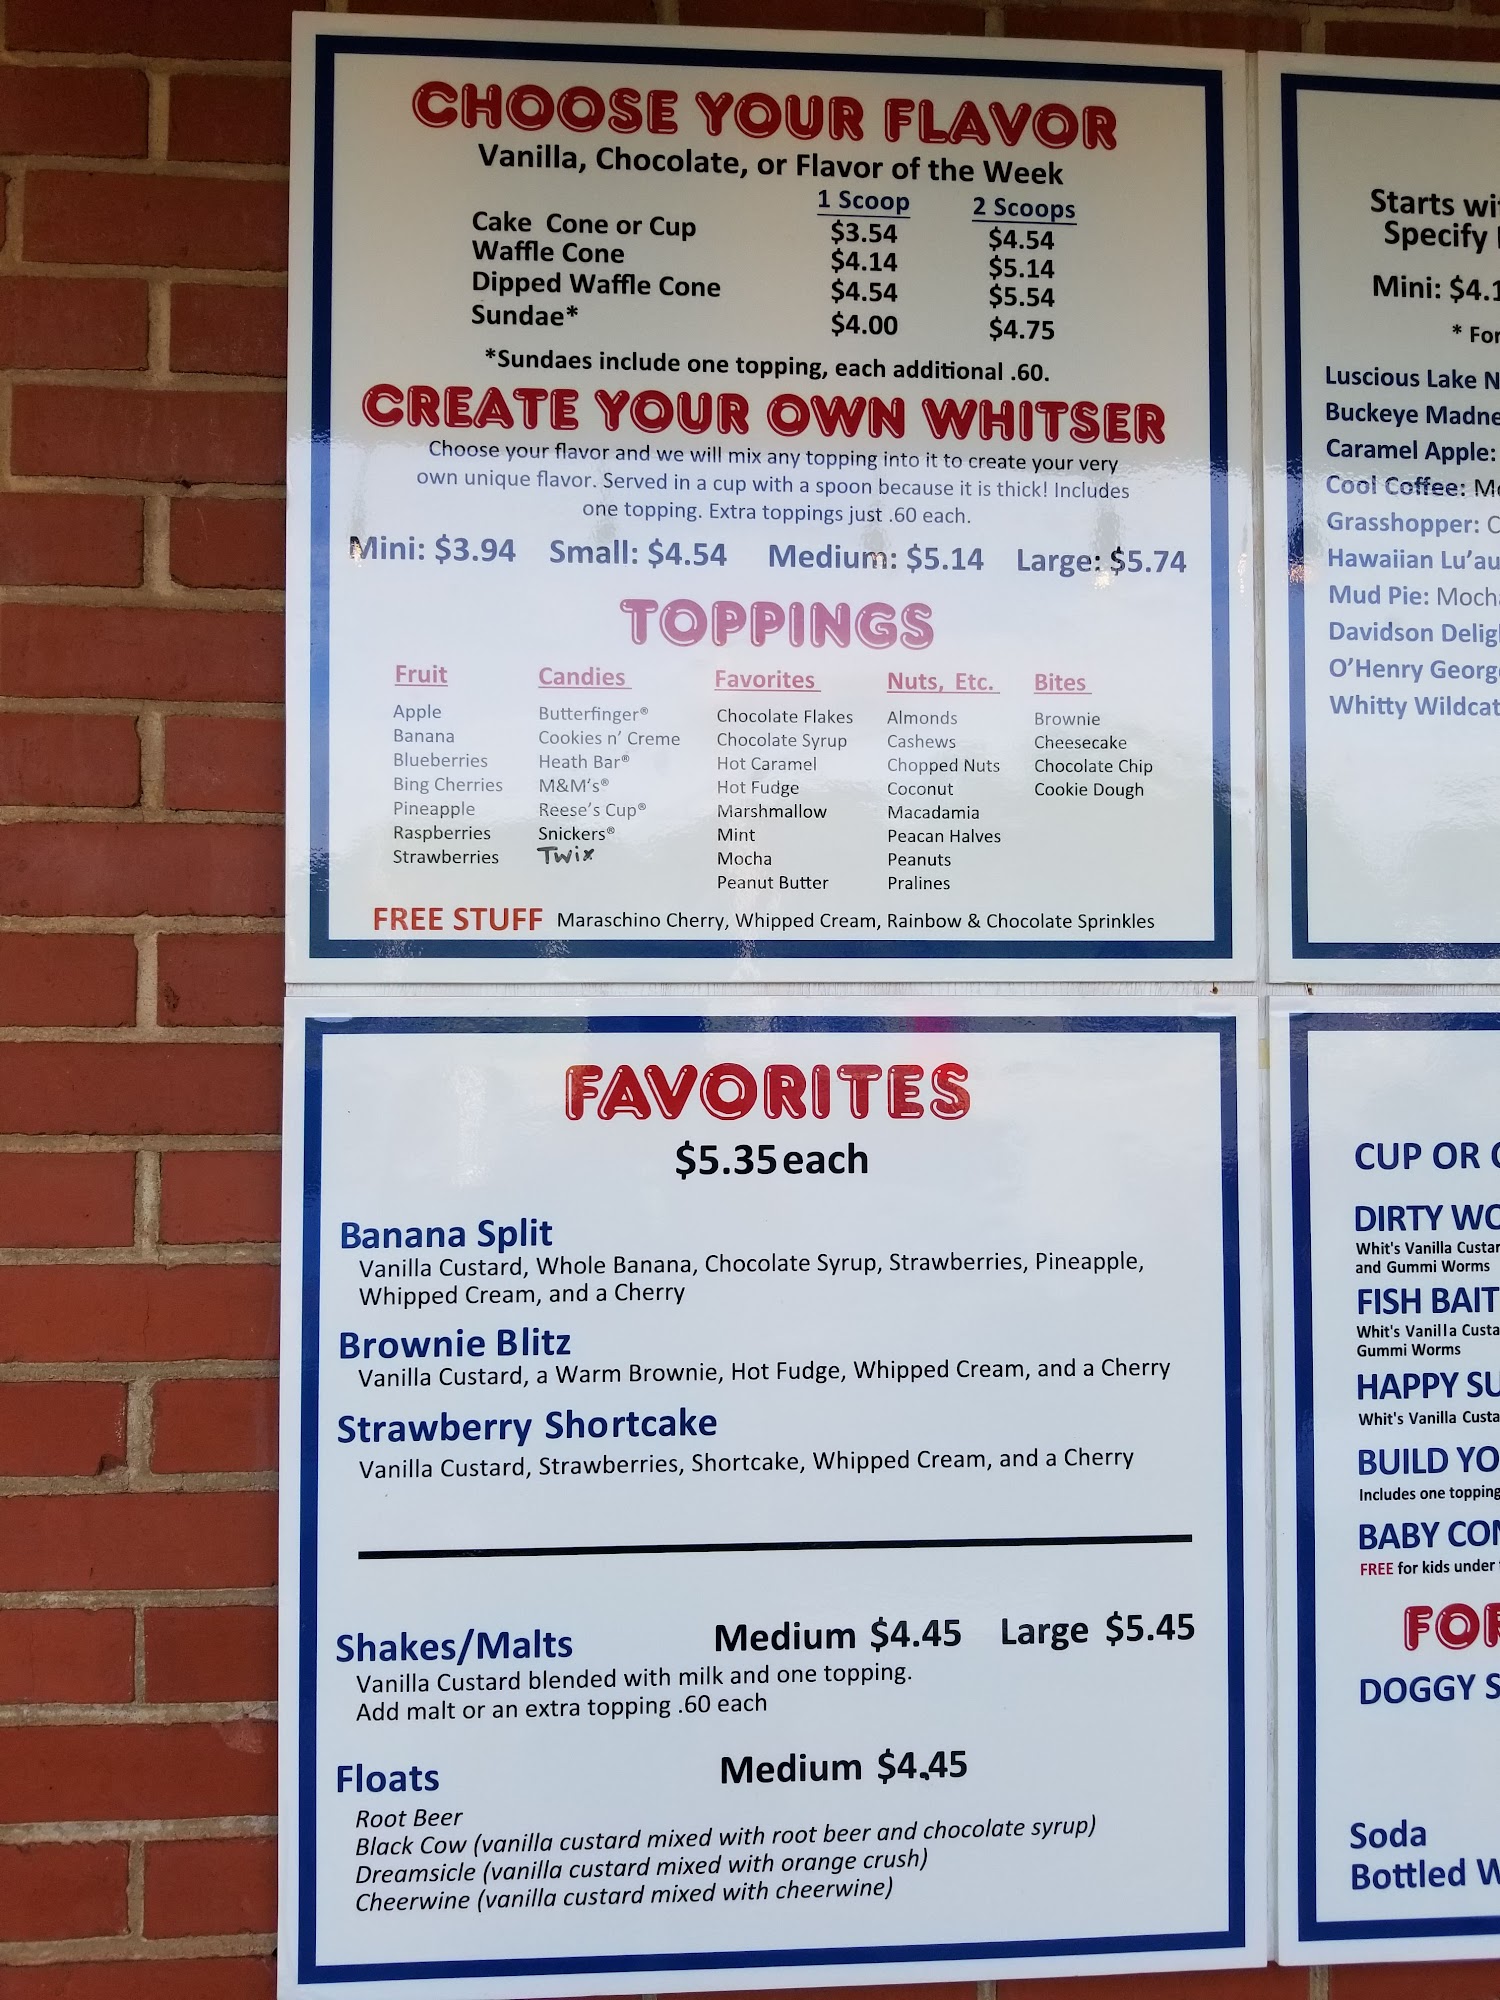 CHOOSE YOUR FLAVOR
Vanilla, Chocolate, or Flavor of the Week
1 Scoop 2 Scoops
Cake Cone or Cup $3.54 $4.54
Waffle Cone $4.14 $5.14
Dipped Waffle Cone $4.54 $5.54
Sundae* $4.00 $4.75
*Sundaes include one topping, each additional .60.
CREATE YOUR OWN WHITSER
Choose your flavor and we will mix any topping into it to create your very
own unique flavor. Served in a cup with a spoon because it is thick! Includes
one topping. Extra toppings just .60 each.
Mini: $3.94 Small: $4.54 Medium: $5.14 Large: $5.74
TOPPINGS
Fruit
Apple
Banana
Blueberries
Bing Cherries
Pineapple
Raspberries
Strawberries
Candies
Butterfinger®
Cookies n' Creme
Heath Bar®
M&M's®
Reese's Cup®
Snickers®
Twix
Favorites
Chocolate Flakes
Chocolate Syrup
Hot Caramel
Hot Fudge
Marshmallow
Mint
Mocha
Peanut Butter
Nuts, Etc.
Almonds
Cashews
Chopped Nuts
Coconut
Macadamia
Peacan Halves
Peanuts
Pralines
Bites
Brownie
Cheesecake
Chocolate Chip
Cookie Dough
FREE STUFF Maraschino Cherry, Whipped Cream, Rainbow & Chocolate Sprinkles
FAVORITES
$5.35 each
Banana Split
Vanilla Custard, Whole Banana, Chocolate Syrup, Strawberries, Pineapple,
Whipped Cream, and a Cherry
Brownie Blitz
Vanilla Custard, a Warm Brownie, Hot Fudge, Whipped Cream, and a Cherry
Strawberry Shortcake
Vanilla Custard, Strawberries, Shortcake, Whipped Cream, and a Cherry
Shakes/Malts Medium $4.45 Large $5.45
Vanilla Custard blended with milk and one topping.
Add malt or an extra topping .60 each
Floats Medium $4.45
Root Beer
Black Cow (vanilla custard mixed with root beer and chocolate syrup)
Dreamsicle (vanilla custard mixed with orange crush)
Cheerwine (vanilla custard mixed with cheerwine)
Starts
Specify
Mini: $4.1
* For
Luscious Lake
Buckeye
Caramel Apple:
Cool Coffee:
Grasshopper:
Hawaiian Lu'au
Mud Pie:
Davidson
O'Henry
Whitty Wildcat
CUP OR
DIRTY
Whit's Vanilla
and Gummi Worms
FISH BAIT
Whit's Vanilla
Gummi Worms
HAPPY
Whit's Vanilla
BUILD
Includes one topping
BABY
FREE for kids under
DOGGY
Soda
Bottled